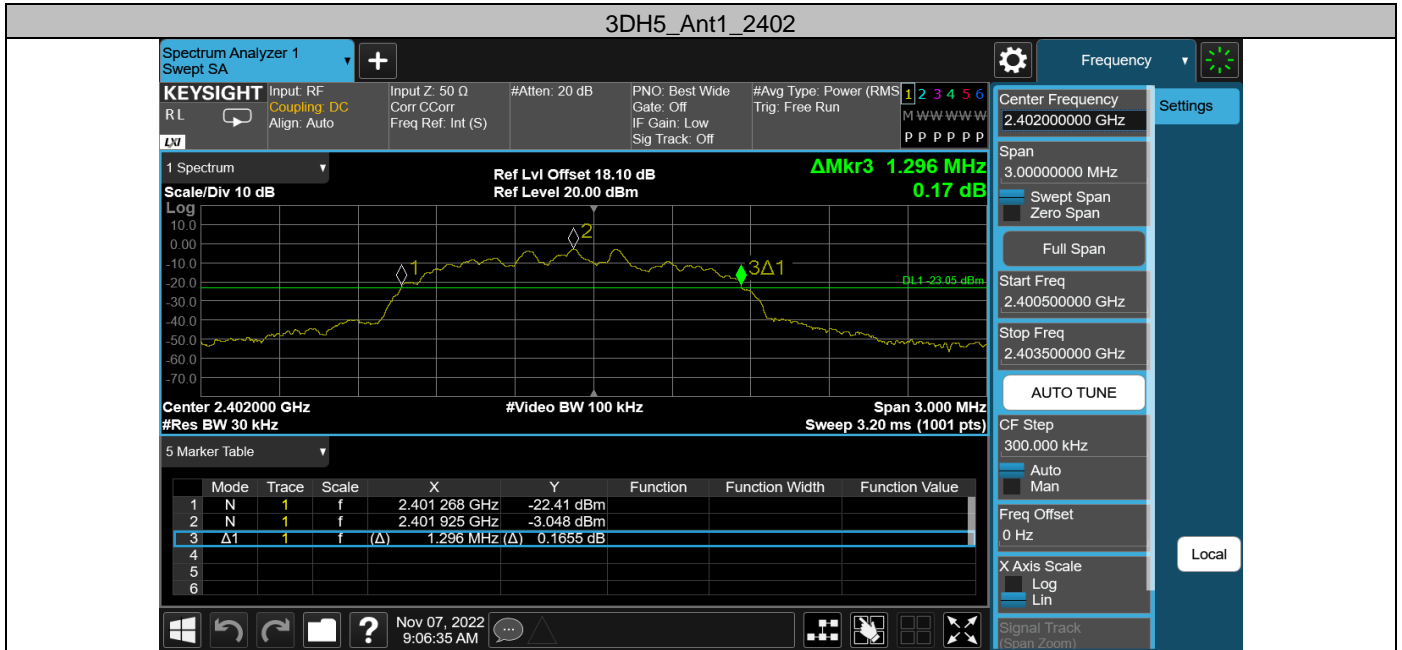 3DH5_Ant1_2402
Spectrum Analyzer 1
Swept SA
Frequency
KEYSIGHT
RL
LXI
Input: RF
Coupling: DC
Align: Auto
Input Z: 50 Ω
Corr CCorr
Freq Ref: Int (S)
#Atten: 20 dB
PNO: Best Wide
Gate: Off
IF Gain: Low
Sig Track: Off
#Avg Type: Power (RMS
Trig: Free Run
1 2 3 4 5 6
M W W W W W
P P P P P P
1 Spectrum
Scale/Div 10 dB
Ref Lvl Offset 18.10 dB
Ref Level 20.00 dBm
ΔMkr3 1.296 MHz
0.17 dB
Log
10.0
0.00
-10.0
-20.0
-30.0
-40.0
-50.0
-60.0
-70.0
1
2
3Δ1
DL1 -23.05 dBm
Center 2.402000 GHz
#Video BW 100 kHz
Span 3.000 MHz
#Res BW 30 kHz
Sweep 3.20 ms (1001 pts)
5 Marker Table
Mode Trace Scale X Y Function Function Width Function Value
1 N 1 f 2.401 268 GHz -22.41 dBm
2 N 1 f 2.401 925 GHz -3.048 dBm
3 Δ1 1 f (Δ) 1.296 MHz (Δ) 0.1655 dB
4
5
6
Nov 07, 2022
9:06:35 AM
Center Frequency
2.402000000 GHz
Settings
Span
3.00000000 MHz
Swept Span
Zero Span
Full Span
Start Freq
2.400500000 GHz
Stop Freq
2.403500000 GHz
AUTO TUNE
CF Step
300.000 kHz
Auto
Man
Freq Offset
0 Hz
Local
X Axis Scale
Log
Lin
Signal Track
(Span Zoom)